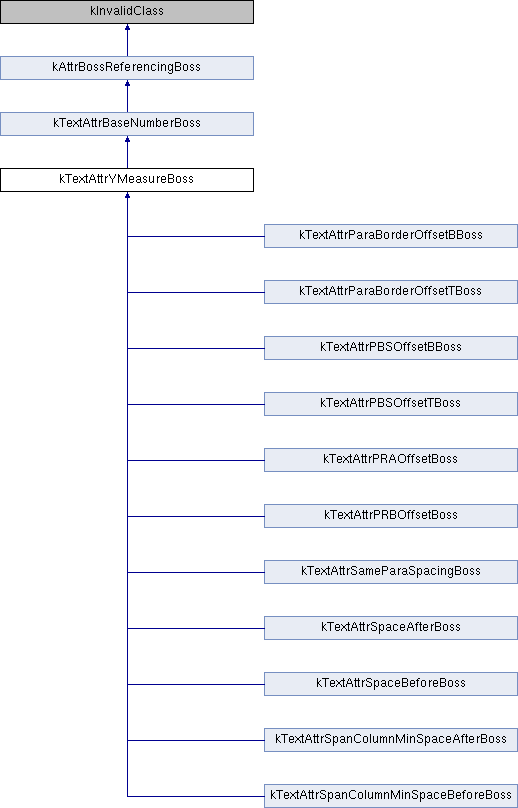 kInvalidClass
kAttrBossReferencingBoss
kTextAttrBaseNumberBoss
kTextAttrYMeasureBoss
kTextAttrParaBorderOffsetBBoss
kTextAttrParaBorderOffsetTBoss
kTextAttrPBSOffsetBBoss
kTextAttrPBSOffsetTBoss
kTextAttrPRAOffsetBoss
kTextAttrPRBOffsetBoss
kTextAttrSameParaSpacingBoss
kTextAttrSpaceAfterBoss
kTextAttrSpaceBeforeBoss
kTextAttrSpanColumnMinSpaceAfterBoss
kTextAttrSpanColumnMinSpaceBeforeBoss